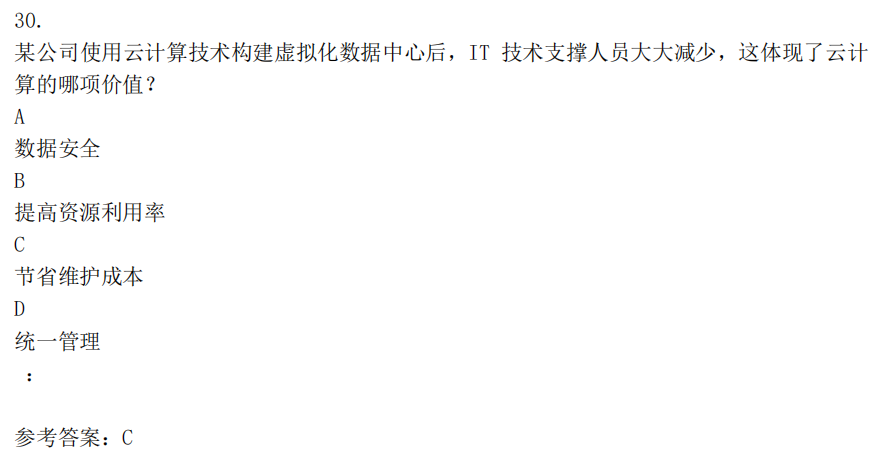 30.
某公司使用云计算技术构建虚拟化数据中心后，IT 技术支撑人员大大减少，这体现了云计
算的哪项价值？
A
数据安全
B
提高资源利用率
C
节省维护成本
D
统一管理
：
参考答案：C